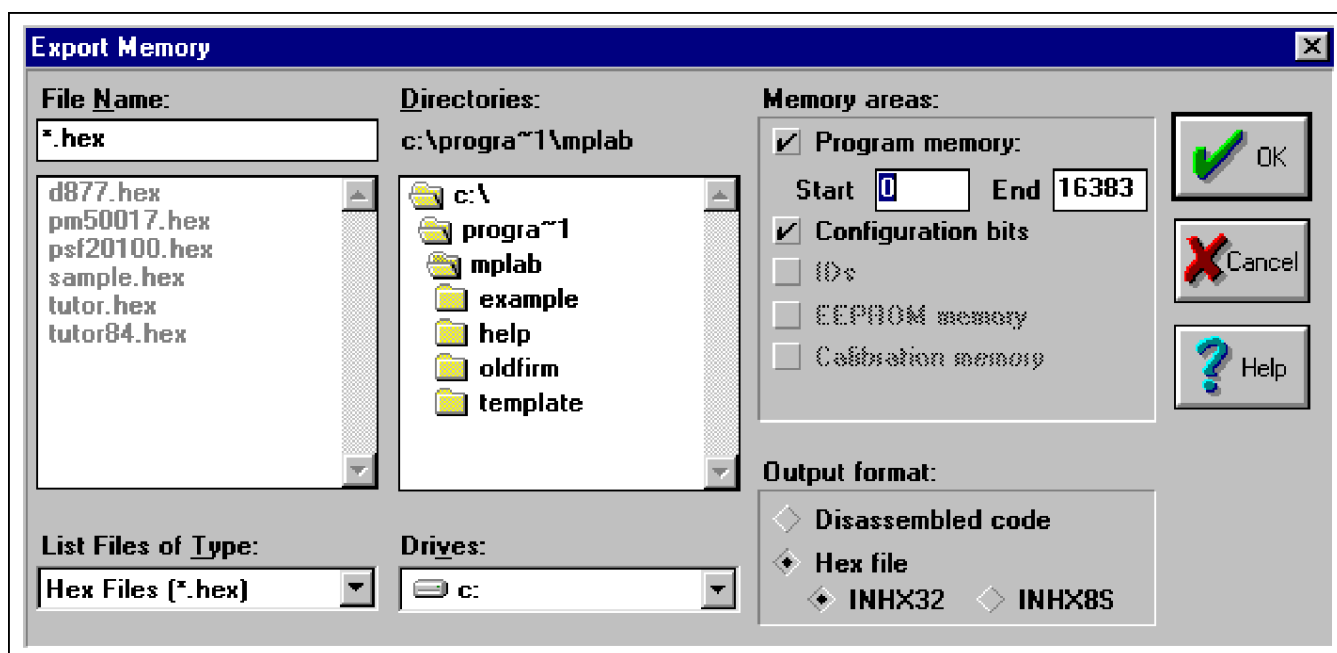 Export Memory
File Name:
*.hex
d877.hex
pm50017.hex
psf20100.hex
sample.hex
tutor.hex
tutor84.hex
List Files of Type:
Hex Files (*.hex)
Directories:
c:\progra~1\mplab
c:\
progra~1
mplab
example
help
oldfirm
template
Drives:
c:
Memory areas:
Program memory:
Start 0 End 16383
Configuration bits
IDs
EEPROM memory
Calibration memory
Output format:
Disassembled code
Hex file
INHX32 INHX8S
OK
Cancel
Help